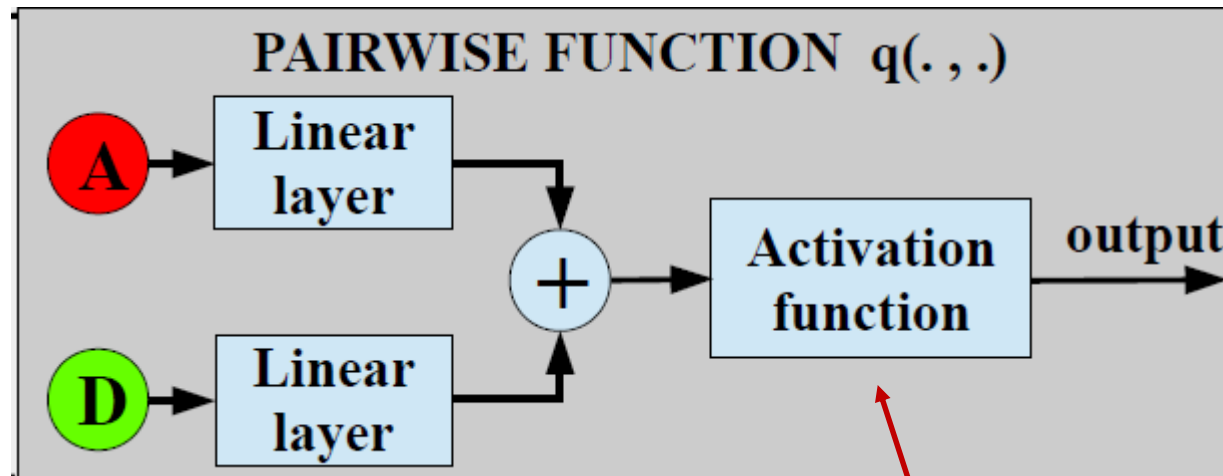 PAIRWISE FUNCTION q(. , .)
A
Linear
layer
+
Activation
function
output
D
Linear
layer